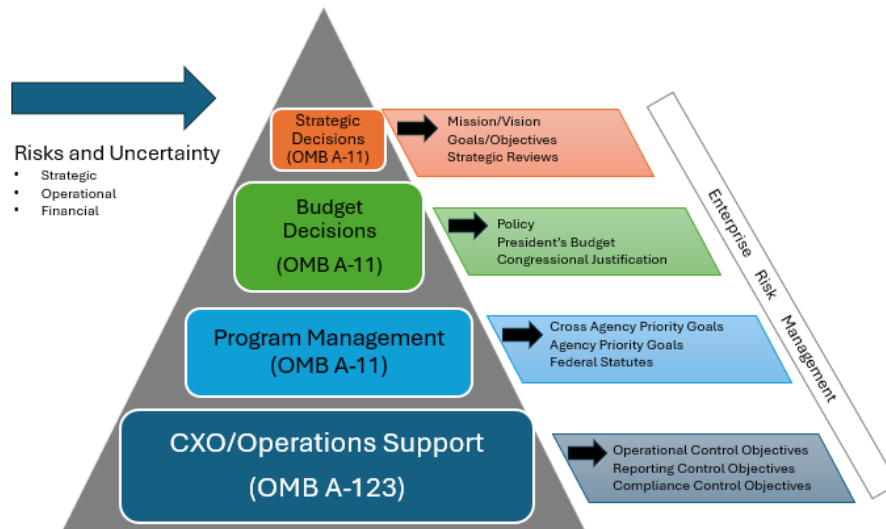 Strategic
Decisions
(OMB A-11)
Mission/Vision
Goals/Objectives
Strategic Reviews
Risks and Uncertainty
• Strategic
• Operational
• Financial
Budget
Decisions
(OMB A-11)
Policy
President's Budget
Congressional Justification
Program Management
(OMB A-11)
Cross Agency Priority Goals
Agency Priority Goals
Federal Statutes
CXO/Operations Support
(OMB A-123)
Operational Control Objectives
Reporting Control Objectives
Compliance Control Objectives
Enterprise Risk Management